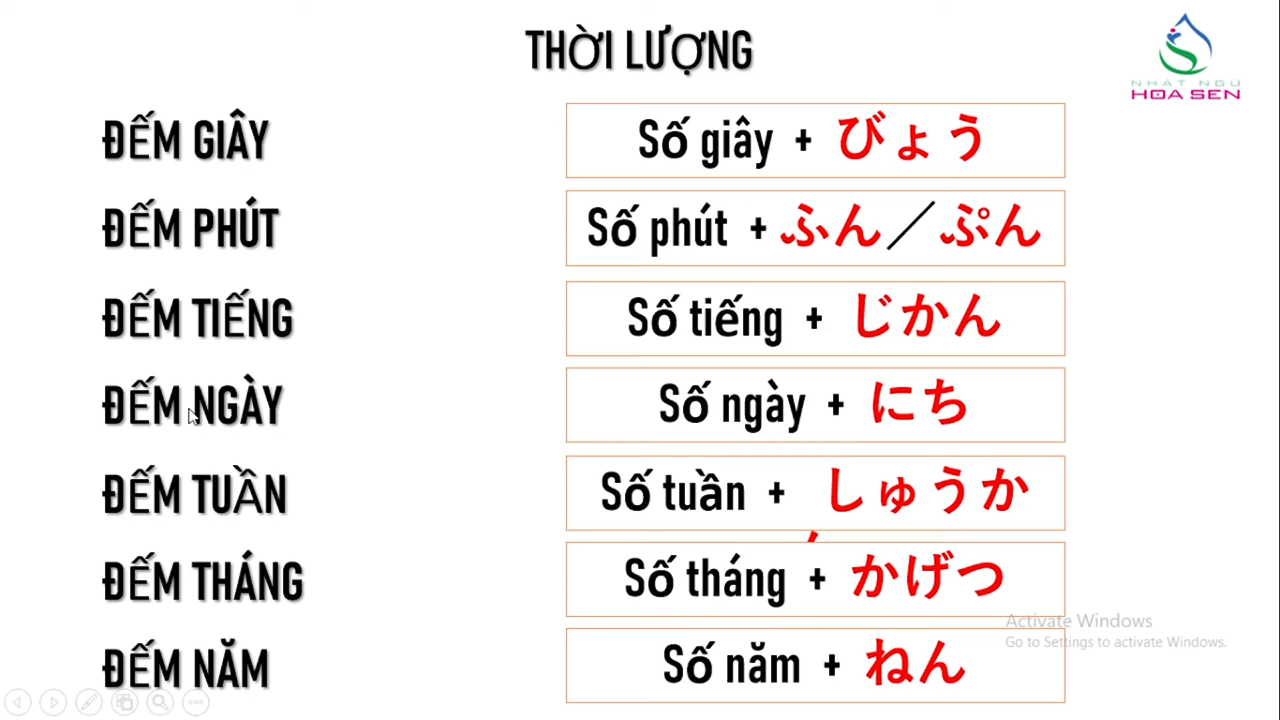 THỜI LƯỢNG
NHẬT NGỮ
HOA SEN
ĐẾM GIÂY
Số giây + びょう
ĐẾM PHÚT
Số phút + ふん／ぷん
ĐẾM TIẾNG
Số tiếng + じかん
ĐẾM NGÀY
Số ngày + にち
ĐẾM TUẦN
Số tuần + しゅうか
ĐẾM THÁNG
Số tháng + かげつ
ĐẾM NĂM
Số năm + ねん
Activate Windows
Go to Settings to activate Windows.